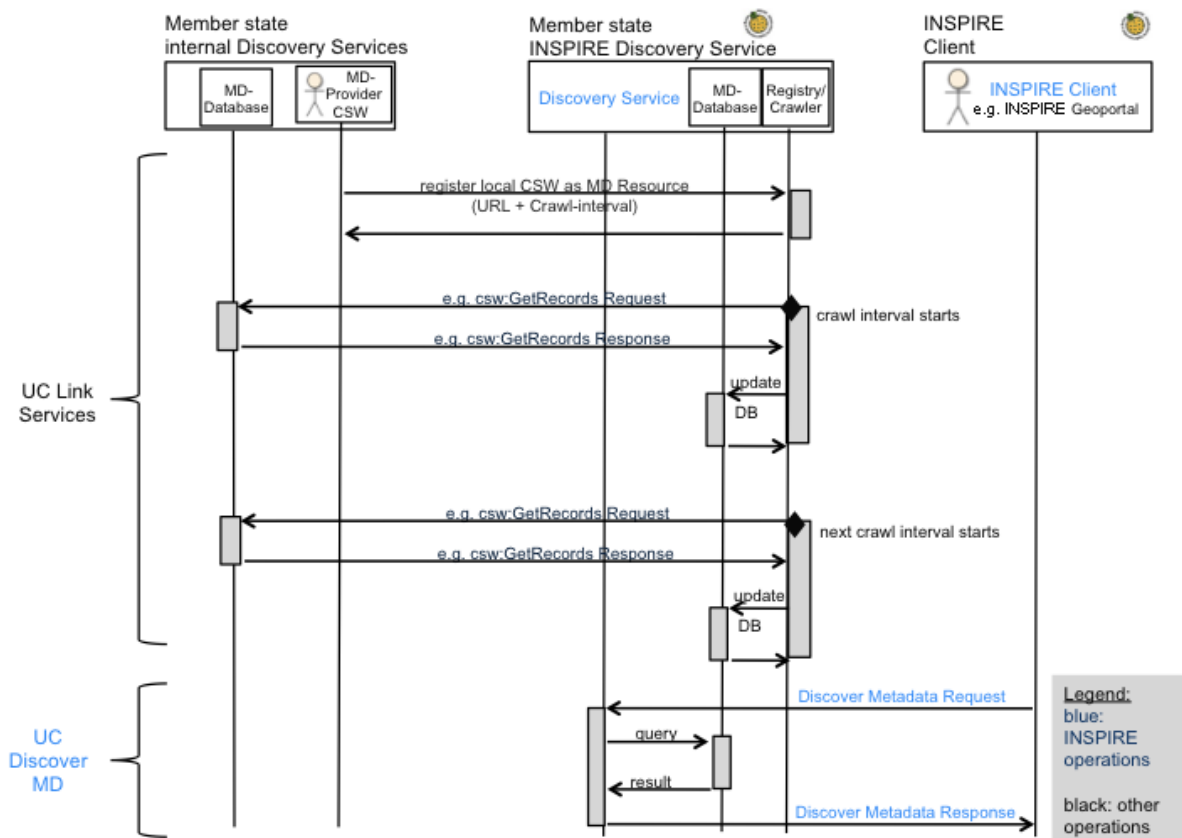 Member state
internal Discovery Services
Member state
INSPIRE Discovery Service
INSPIRE
Client
MD-
Database
MD-
Provider
CSW
Discovery Service
MD-
Database
Registry/
Crawler
INSPIRE Client
e.g. INSPIRE Geoportal
register local CSW as MD Resource
(URL + Crawl-interval)
e.g. csw:GetRecords Request
crawl interval starts
e.g. csw:GetRecords Response
update
DB
UC Link
Services
e.g. csw:GetRecords Request
next crawl interval starts
e.g. csw:GetRecords Response
update
DB
Discover Metadata Request
query
result
Discover Metadata Response
UC
Discover
MD
Legend:
blue:
INSPIRE
operations
black: other
operations